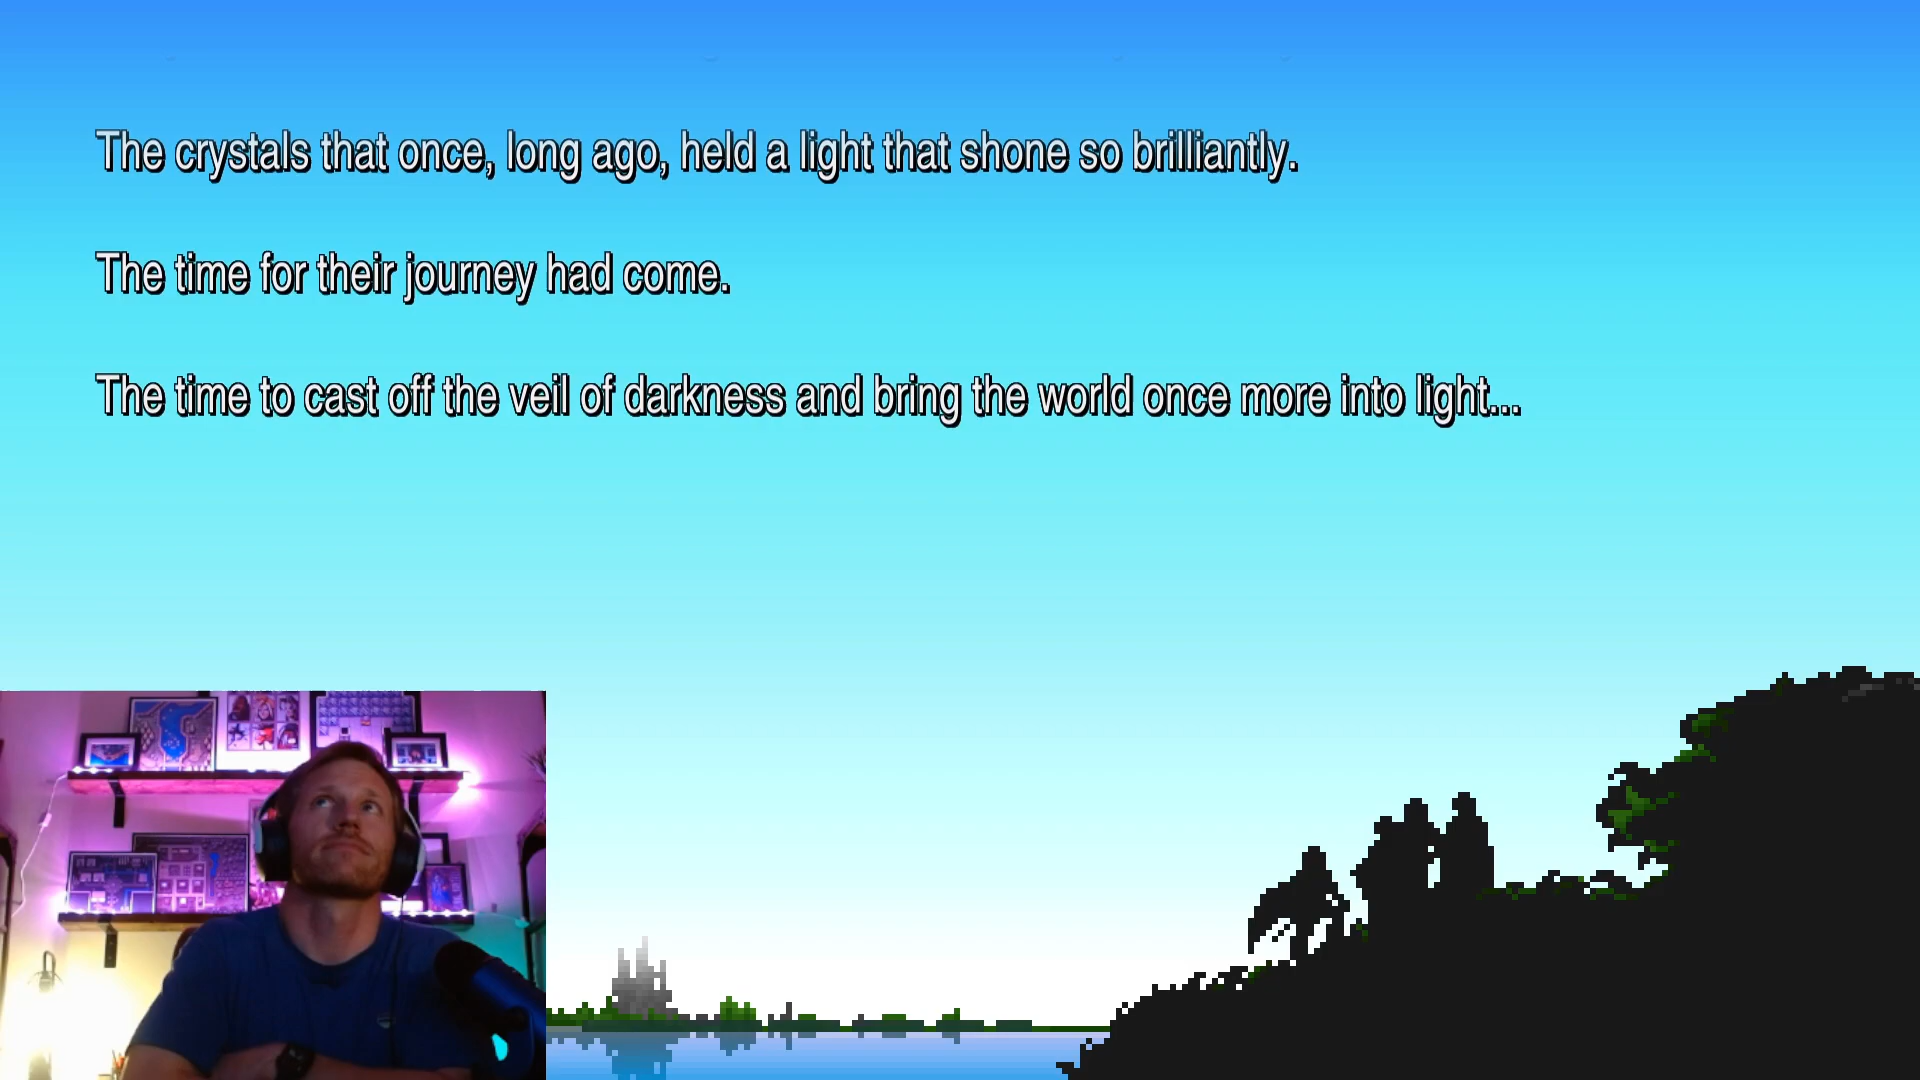 The crystals that once, long ago, held a light that shone so brilliantly.
The time for their journey had come.
The time to cast off the veil of darkness and bring the world once more into light...